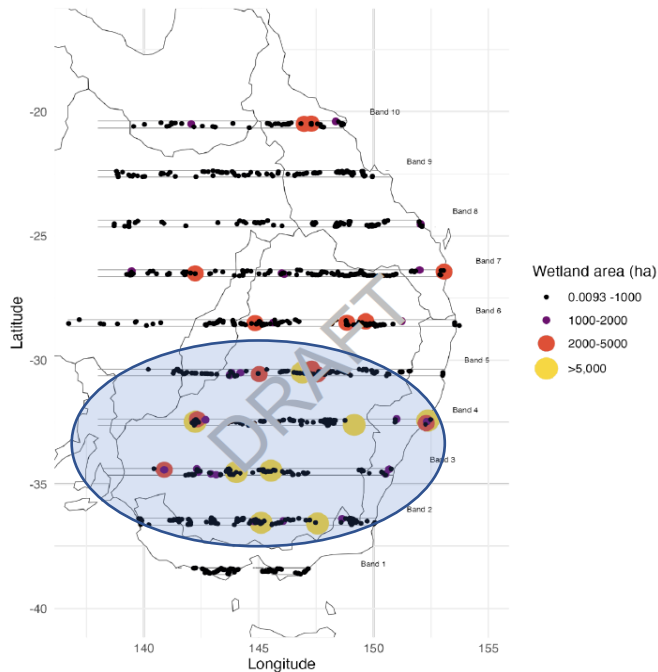 -20
Band 10
Band 9
Band 8
-25
Band 7
Wetland area (ha)
0.0093 -1000
1000-2000
2000-5000
>5,000
Band 6
Latitude
-30
Band 5
DRAFT
Band 4
Band 3
-35
Band 2
Band 1
-40
140
145
150
155
Longitude